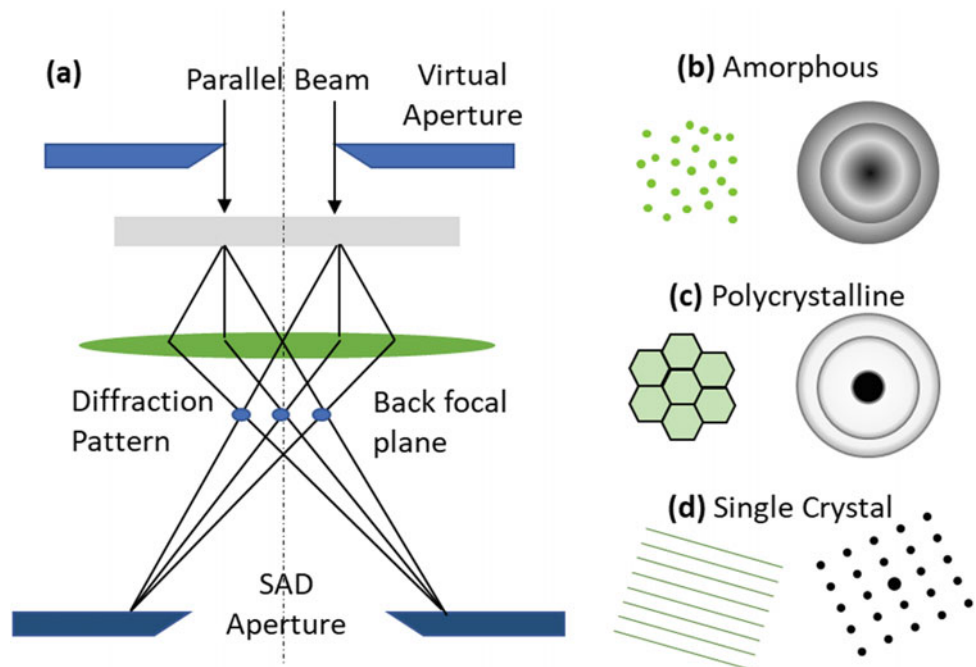 (a)
Parallel Beam
Virtual
Aperture
Diffraction
Pattern
Back focal
plane
SAD
Aperture
(b) Amorphous
(c) Polycrystalline
(d) Single Crystal